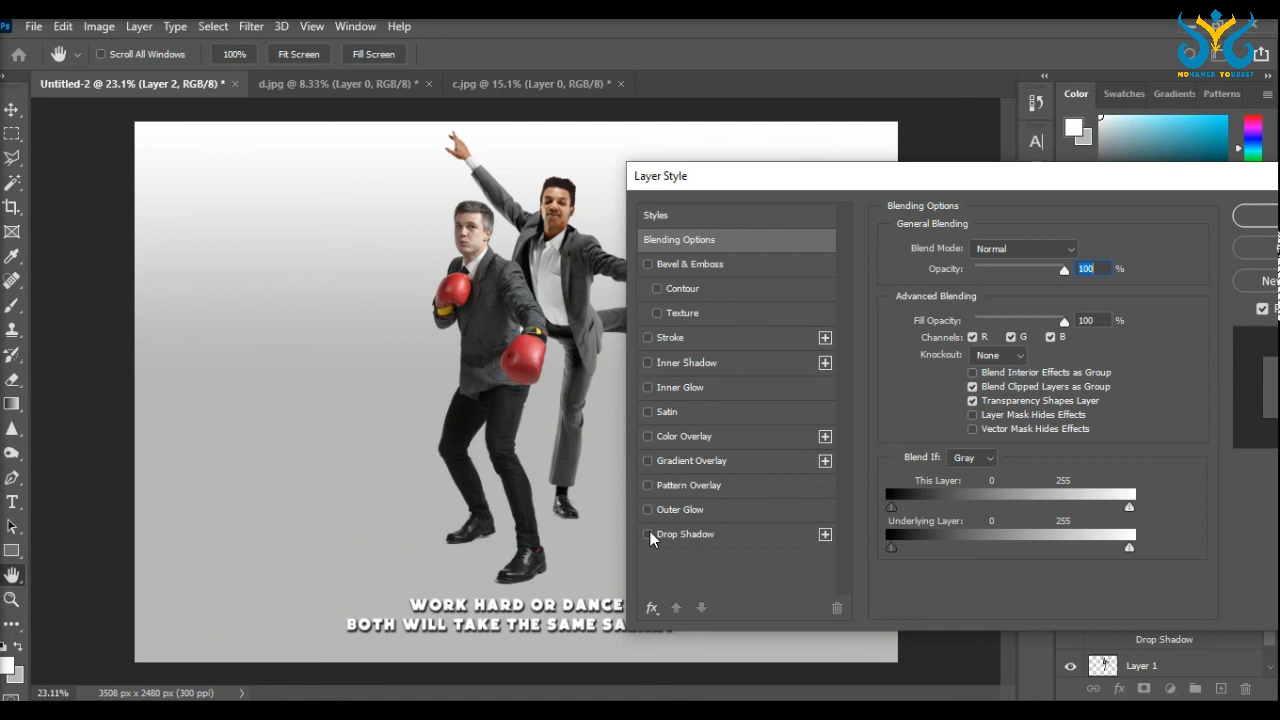 Ps File Edit Image Layer Type Select Filter 3D View Window Help
Scroll All Windows 100% Fit Screen Fill Screen
MOHAMED YOUSSEF
Untitled-2 @ 23.1% (Layer 2, RGB/8) * × d.jpg @ 8.33% (Layer 0, RGB/8) * × c.jpg @ 15.1% (Layer 0, RGB/8) * ×
Color Swatches Gradients Patterns
Layer Style
Styles
Blending Options
Bevel & Emboss
Contour
Texture
Stroke
Inner Shadow
Inner Glow
Satin
Color Overlay
Gradient Overlay
Pattern Overlay
Outer Glow
Drop Shadow
fx
Blending Options
General Blending
Blend Mode: Normal
Opacity: 100 %
Advanced Blending
Fill Opacity: 100 %
Channels: R G B
Knockout: None
Blend Interior Effects as Group
Blend Clipped Layers as Group
Transparency Shapes Layer
Layer Mask Hides Effects
Vector Mask Hides Effects
Blend If: Gray
This Layer: 0 255
Underlying Layer: 0 255
WORK HARD OR DANCE
BOTH WILL TAKE THE SAME
Drop Shadow
Layer 1
fx
23.11% 3508 px x 2480 px (300 ppi)